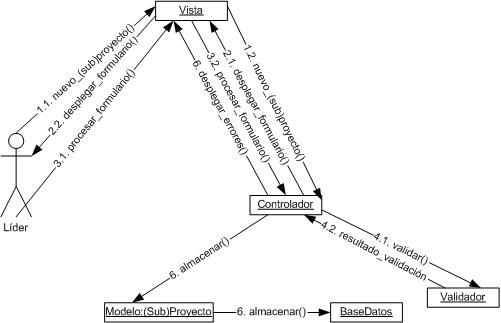 Vista
1.1. nuevo_(sub)proyecto()
2.2. desplegar_formulario()
3.1. procesar_formulario()
1.2. nuevo_(sub)proyecto()
2.1. desplegar_formulario()
3.2. procesar_formulario()
6. desplegar_errores()
Líder
Controlador
4.1. validar()
4.2. resultado_validación
6. almacenar()
Validador
Modelo:(Sub)Proyecto
6. almacenar()
BaseDatos